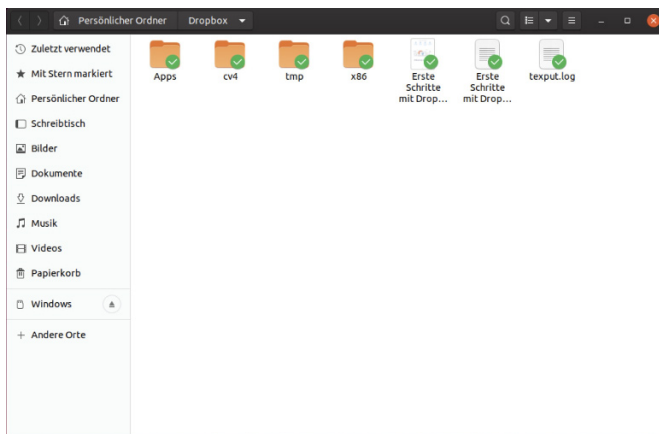 Persönlicher Ordner Dropbox
Zuletzt verwendet
Mit Stern markiert
Persönlicher Ordner
Schreibtisch
Bilder
Dokumente
Downloads
Musik
Videos
Papierkorb
Windows
Andere Orte
Apps
cv4
tmp
x86
Erste
Schritte
mit Drop...
Erste
Schritte
mit Drop...
texput.log